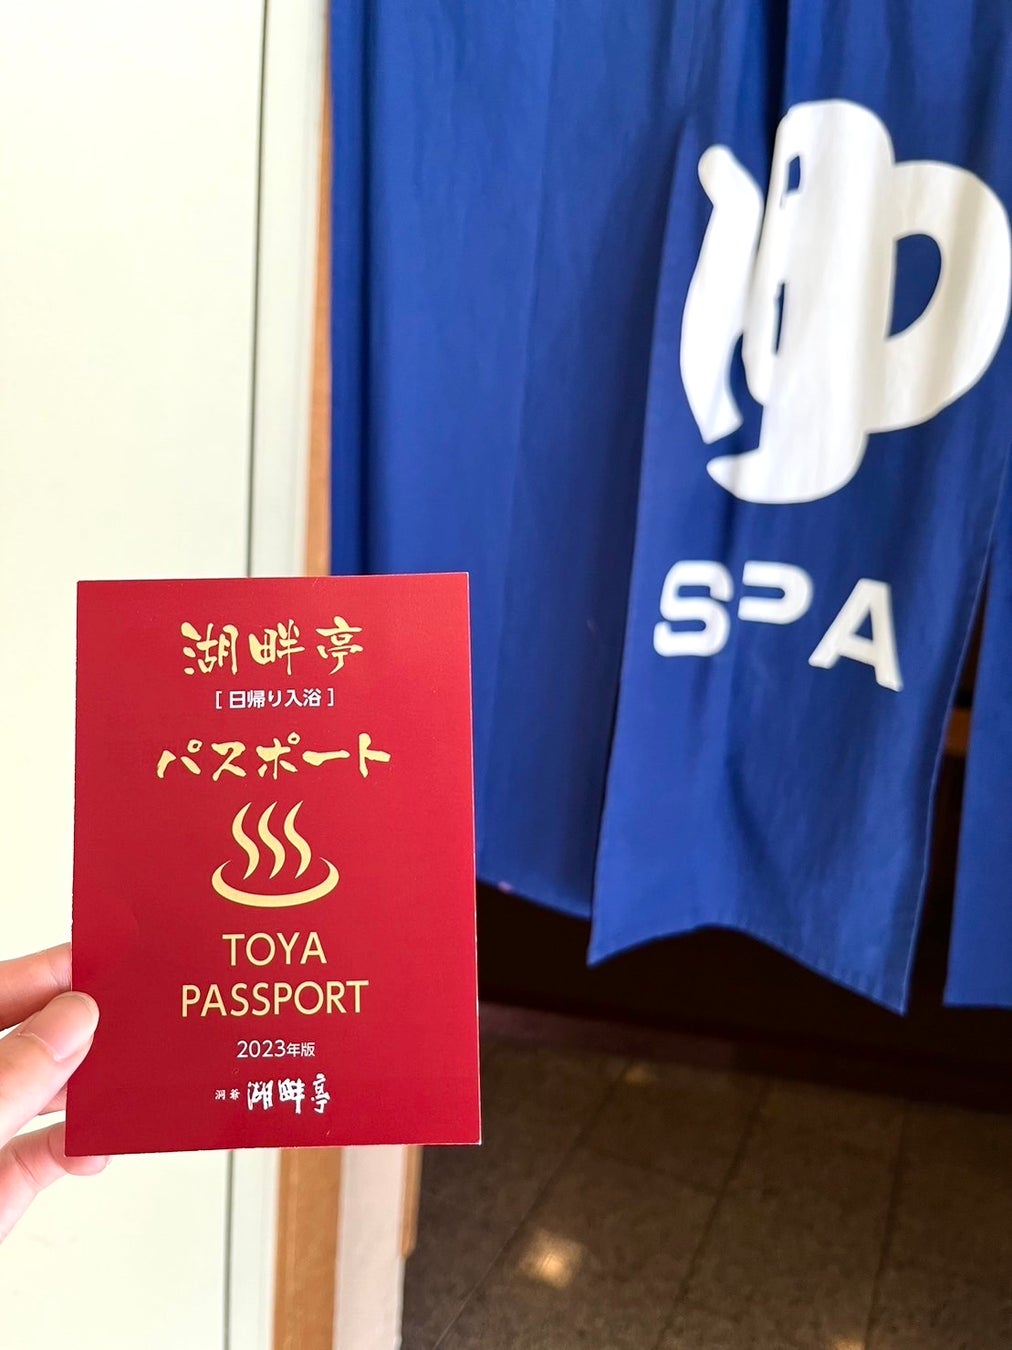 湖畔亭
[日帰り入浴]
パスポート
TOYA
PASSPORT
2023年版
洞爺 湖畔亭
ゆ
SPA